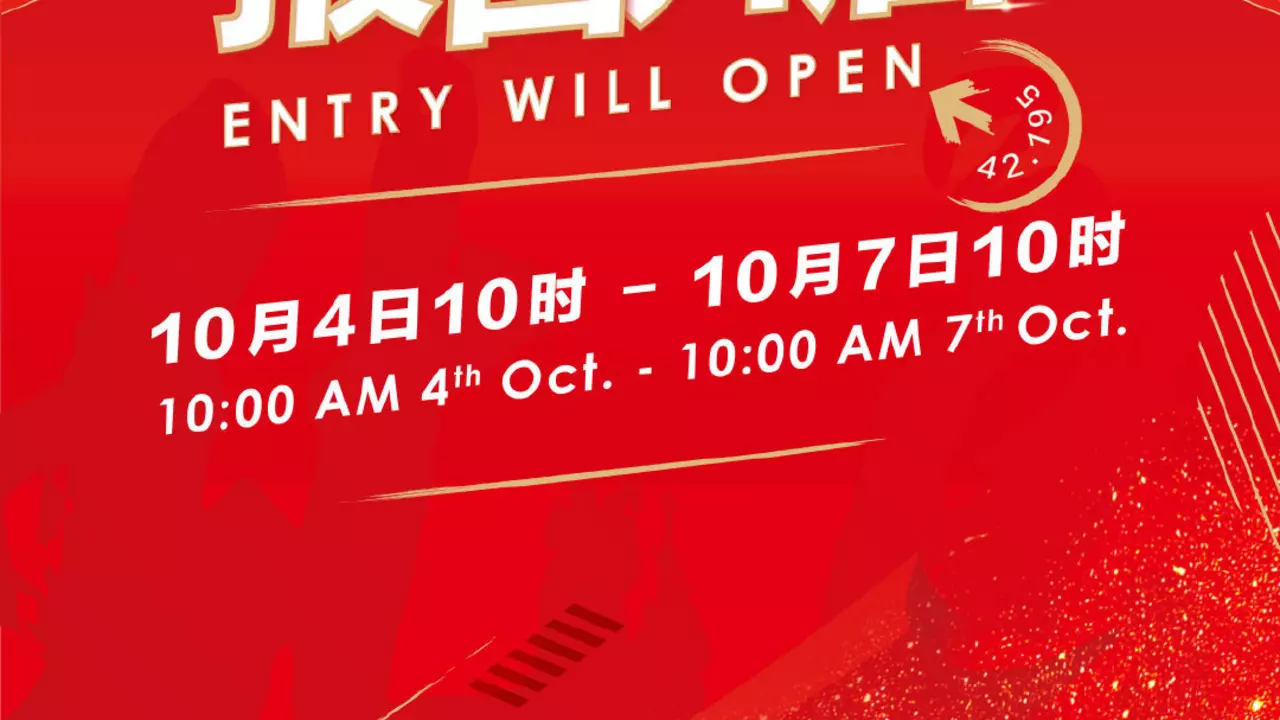 ENTRY WILL OPEN
42.195
10月4日10时 – 10月7日10时
10:00 AM 4th Oct. - 10:00 AM 7th Oct.